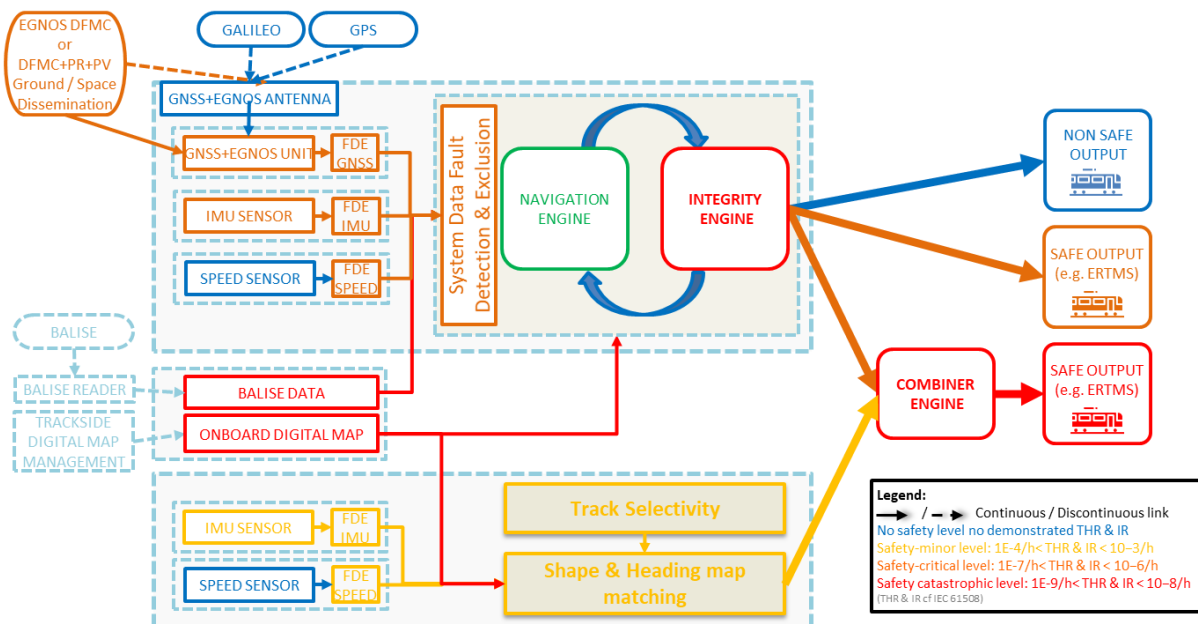 EGNOS DFMC
or
DFMC+PR+PV
Ground / Space
Dissemination
GALILEO
GPS
GNSS+EGNOS ANTENNA
GNSS+EGNOS UNIT
FDE
GNSS
IMU SENSOR
FDE
IMU
SPEED SENSOR
FDE
SPEED
System Data Fault
Detection & Exclusion
NAVIGATION
ENGINE
INTEGRITY
ENGINE
NON SAFE
OUTPUT
SAFE OUTPUT
(e.g. ERTMS)
BALISE
BALISE READER
TRACKSIDE
DIGITAL MAP
MANAGEMENT
BALISE DATA
ONBOARD DIGITAL MAP
COMBINER
ENGINE
SAFE OUTPUT
(e.g. ERTMS)
IMU SENSOR
FDE
IMU
SPEED SENSOR
FDE
SPEED
Track Selectivity
Shape & Heading map
matching
Legend:
/ Continuous / Discontinuous link
No safety level no demonstrated THR & IR
Safety-minor level: 1E-4/h< THR & IR < 10–3/h
Safety-critical level: 1E-7/h< THR & IR < 10–6/h
Safety catastrophic level: 1E-9/h< THR & IR < 10–8/h
(THR & IR cf IEC 61508)